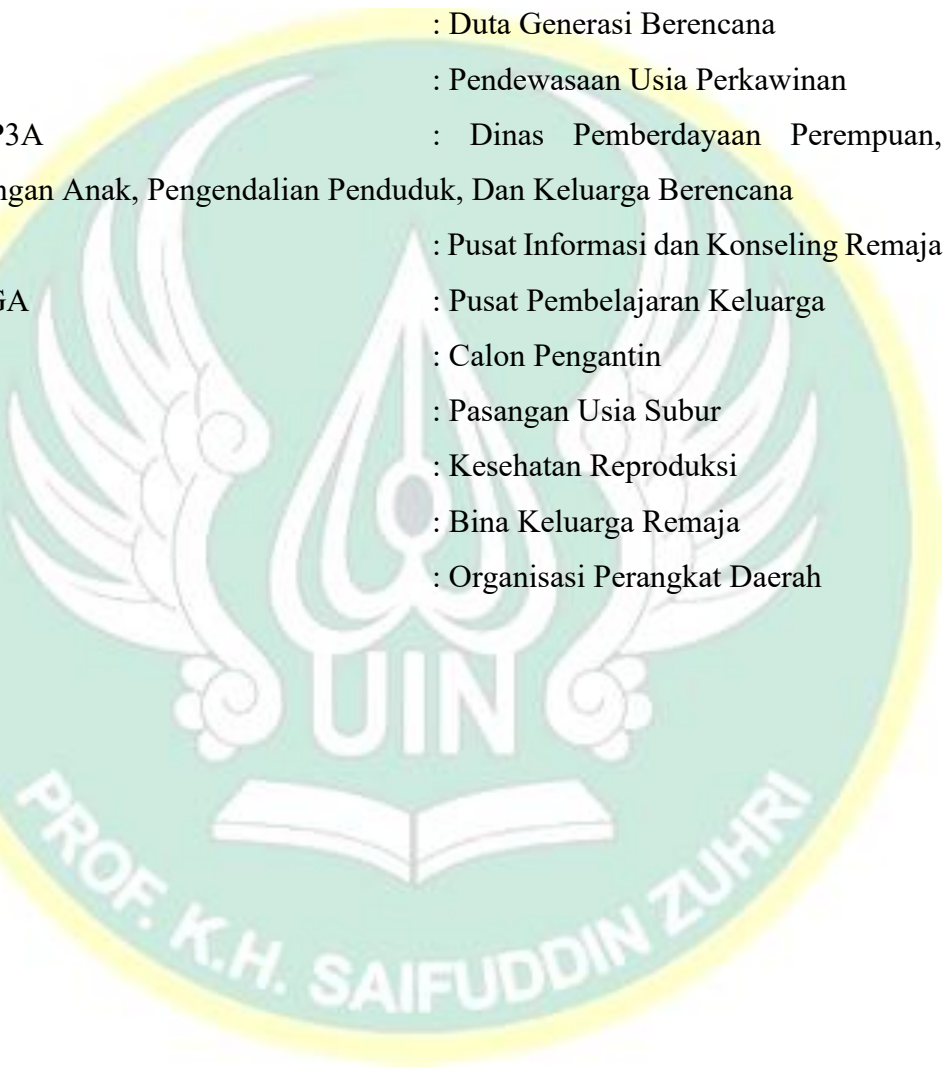 : Duta Generasi Berencana
: Pendewasaan Usia Perkawinan
P3A : Dinas Pemberdayaan Perempuan,
ngan Anak, Pengendalian Penduduk, Dan Keluarga Berencana
: Pusat Informasi dan Konseling Remaja
GA : Pusat Pembelajaran Keluarga
: Calon Pengantin
: Pasangan Usia Subur
: Kesehatan Reproduksi
: Bina Keluarga Remaja
: Organisasi Perangkat Daerah
UIN
PROF. K.H. SAIFUDDIN ZUHRI